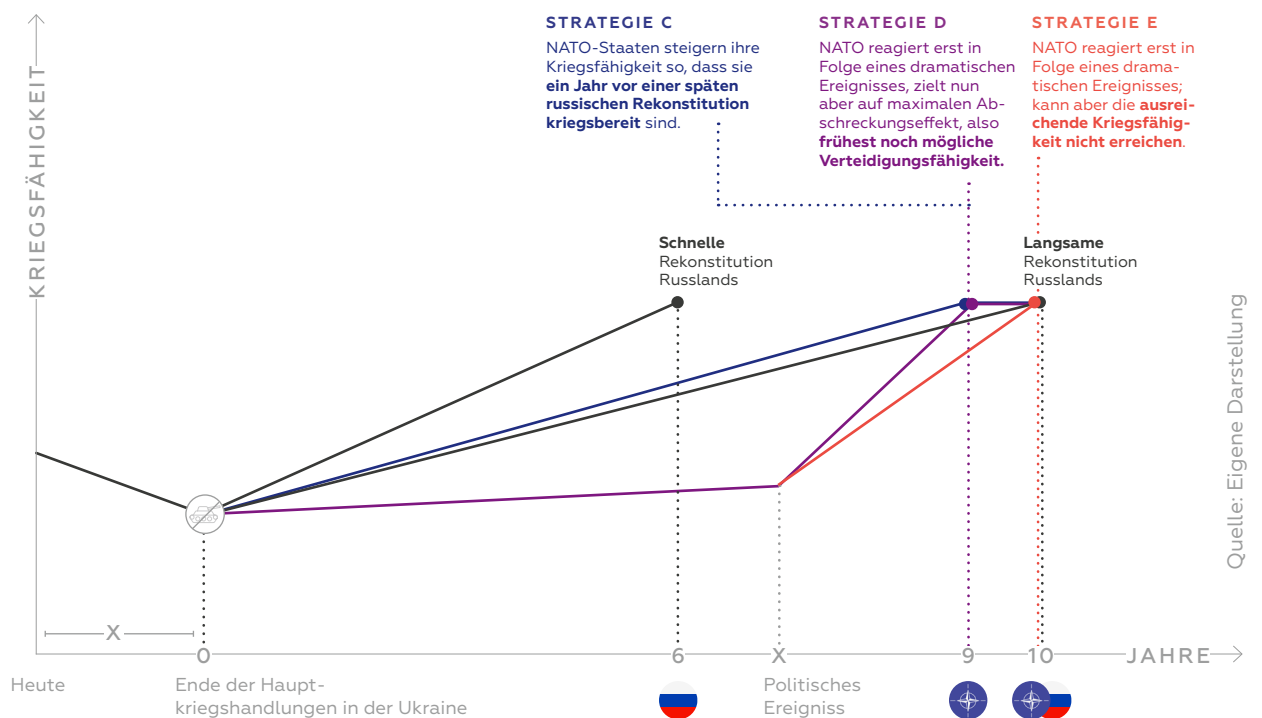 STRATEGIE C
NATO-Staaten steigern ihre
Kriegsfähigkeit so, dass sie
ein Jahr vor einer späten
russischen Rekonstitution
kriegsbereit sind.
STRATEGIE D
NATO reagiert erst in
Folge eines dramatischen
Ereignisses, zielt nun
aber auf maximalen Ab-
schreckungseffekt, also
frühest noch mögliche
Verteidigungsfähigkeit.
STRATEGIE E
NATO reagiert erst in
Folge eines drama-
tischen Ereignisses;
kann aber die ausrei-
chende Kriegsfähig-
keit nicht erreichen.
KRIEGSFÄHIGKEIT
Schnelle
Rekonstitution
Russlands
Langsame
Rekonstitution
Russlands
Quelle: Eigene Darstellung
X
0
6
X
9
10
JAHRE
Heute
Ende der Haupt-
kriegshandlungen in der Ukraine
Politisches
Ereigniss